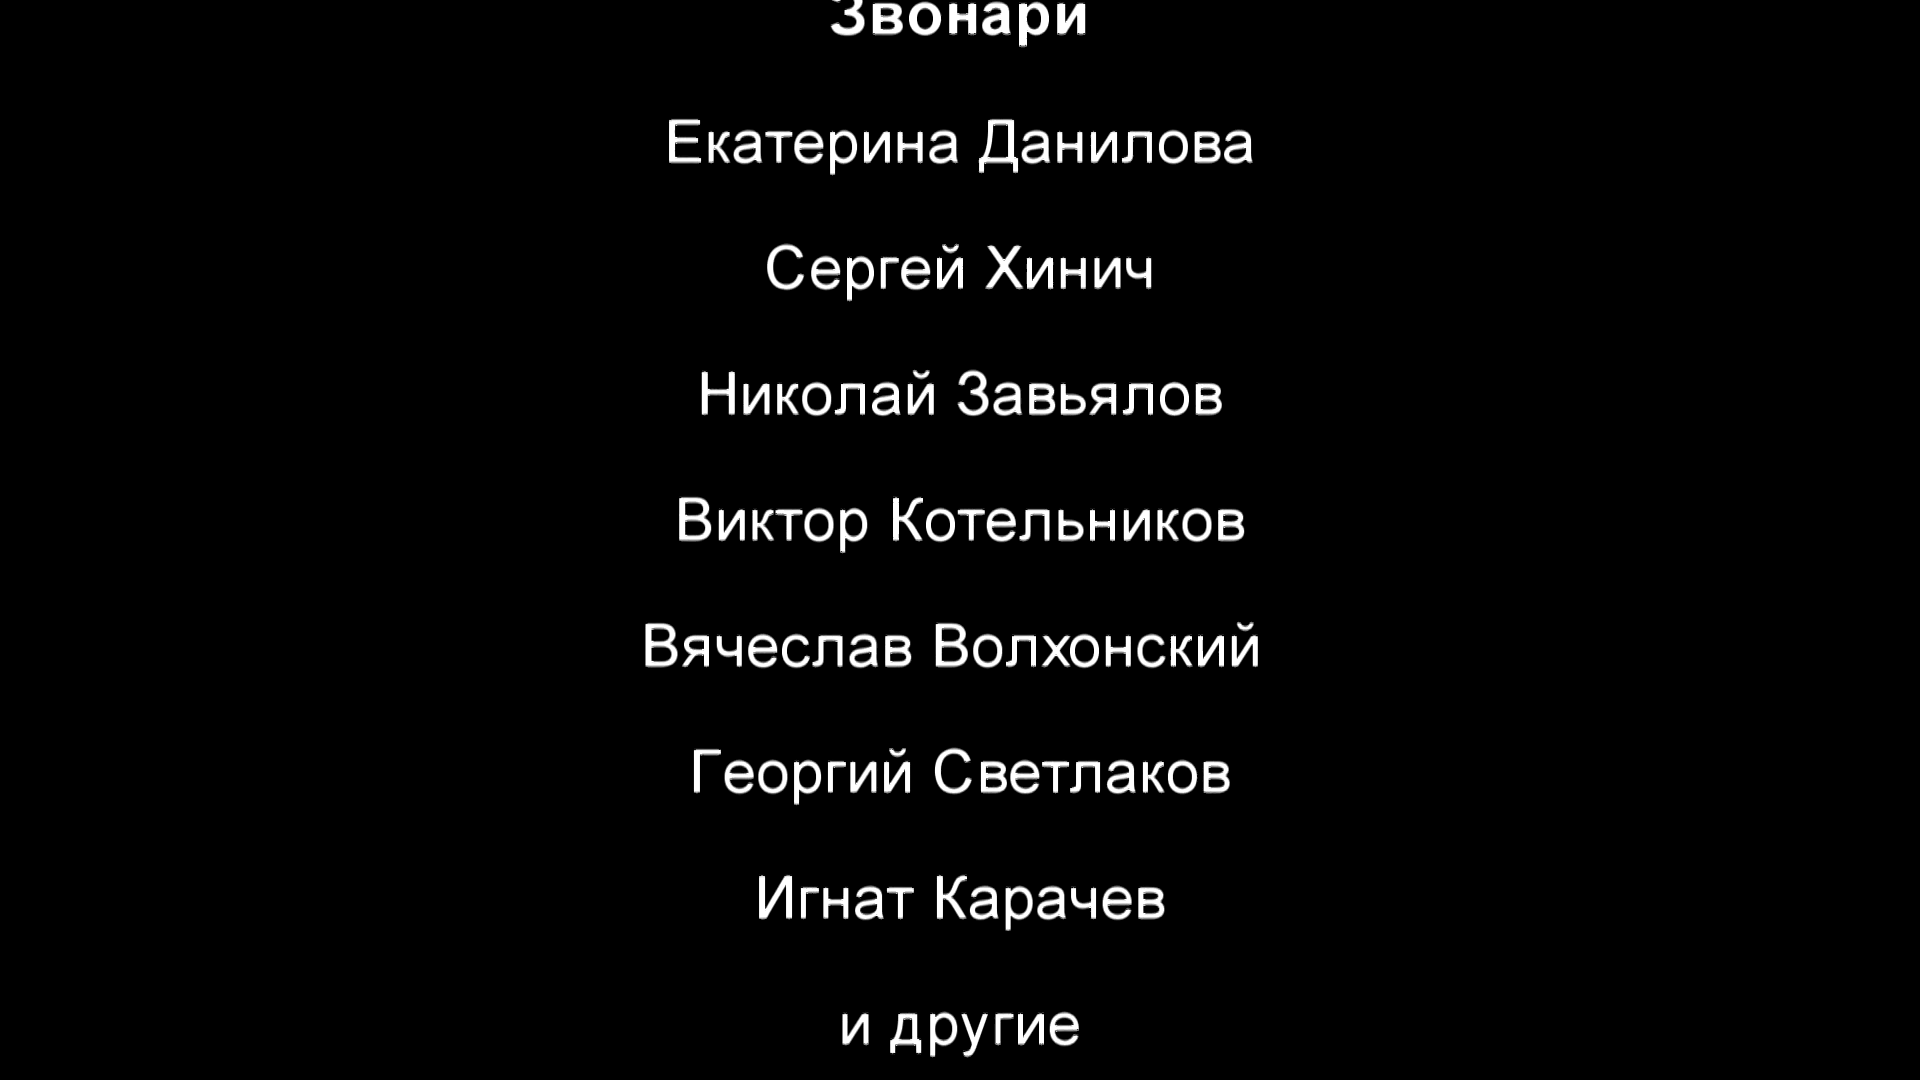 Звонари
Екатерина Данилова
Сергей Хинич
Николай Завьялов
Виктор Котельников
Вячеслав Волхонский
Георгий Светлаков
Игнат Карачев
и другие